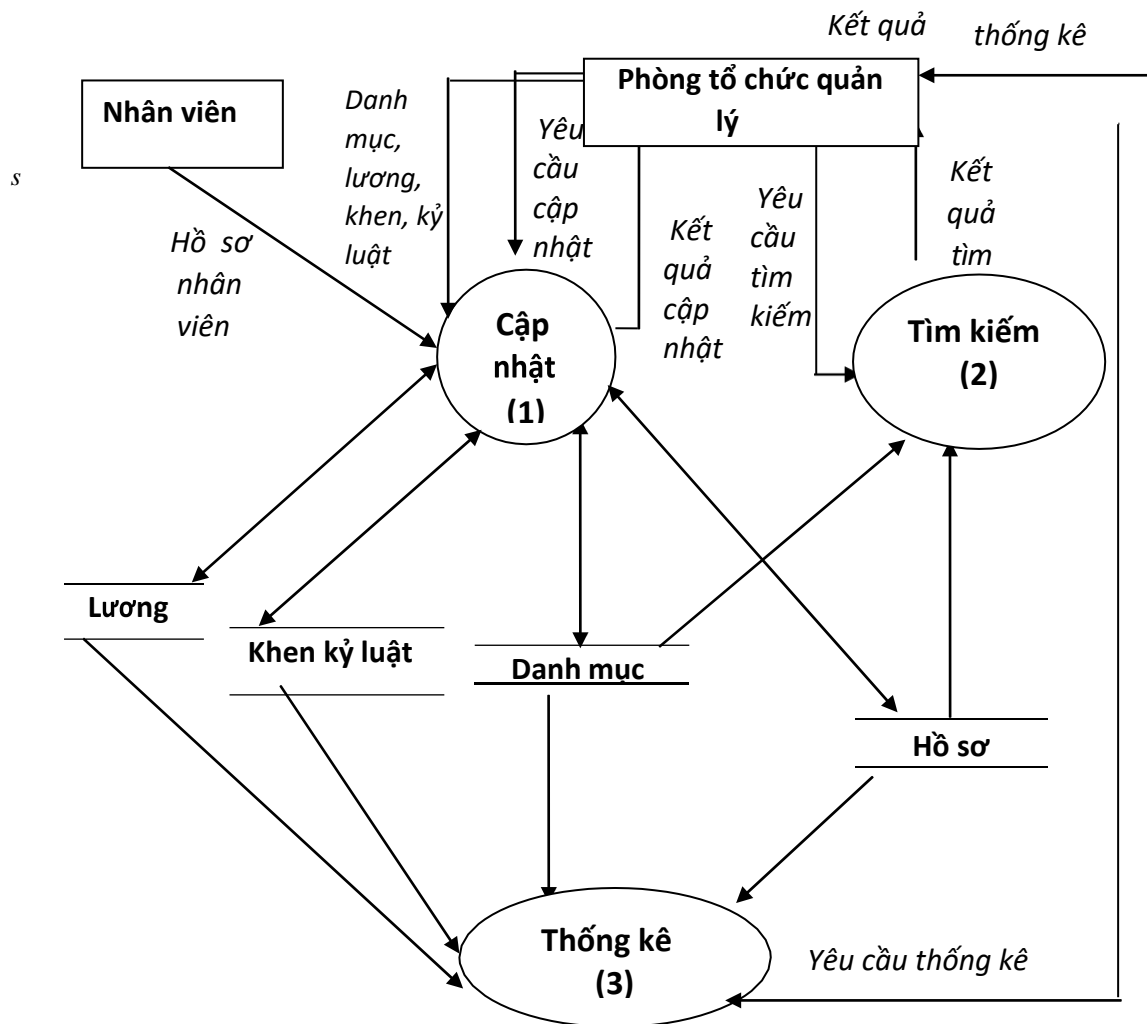 Kết quả thống kê
Phòng tổ chức quản
lý
Nhân viên
Danh
mục,
lương,
khen, kỷ
luật
Yêu
cầu
cập
nhật
s
Hồ sơ
nhân
viên
Kết
quả
cập
nhật
Yêu
cầu
tìm
kiếm
Kết
quả
tìm
Cập
nhật
(1)
Tìm kiếm
(2)
Lương
Khen kỷ luật
Danh mục
Hồ sơ
Thống kê
(3)
Yêu cầu thống kê